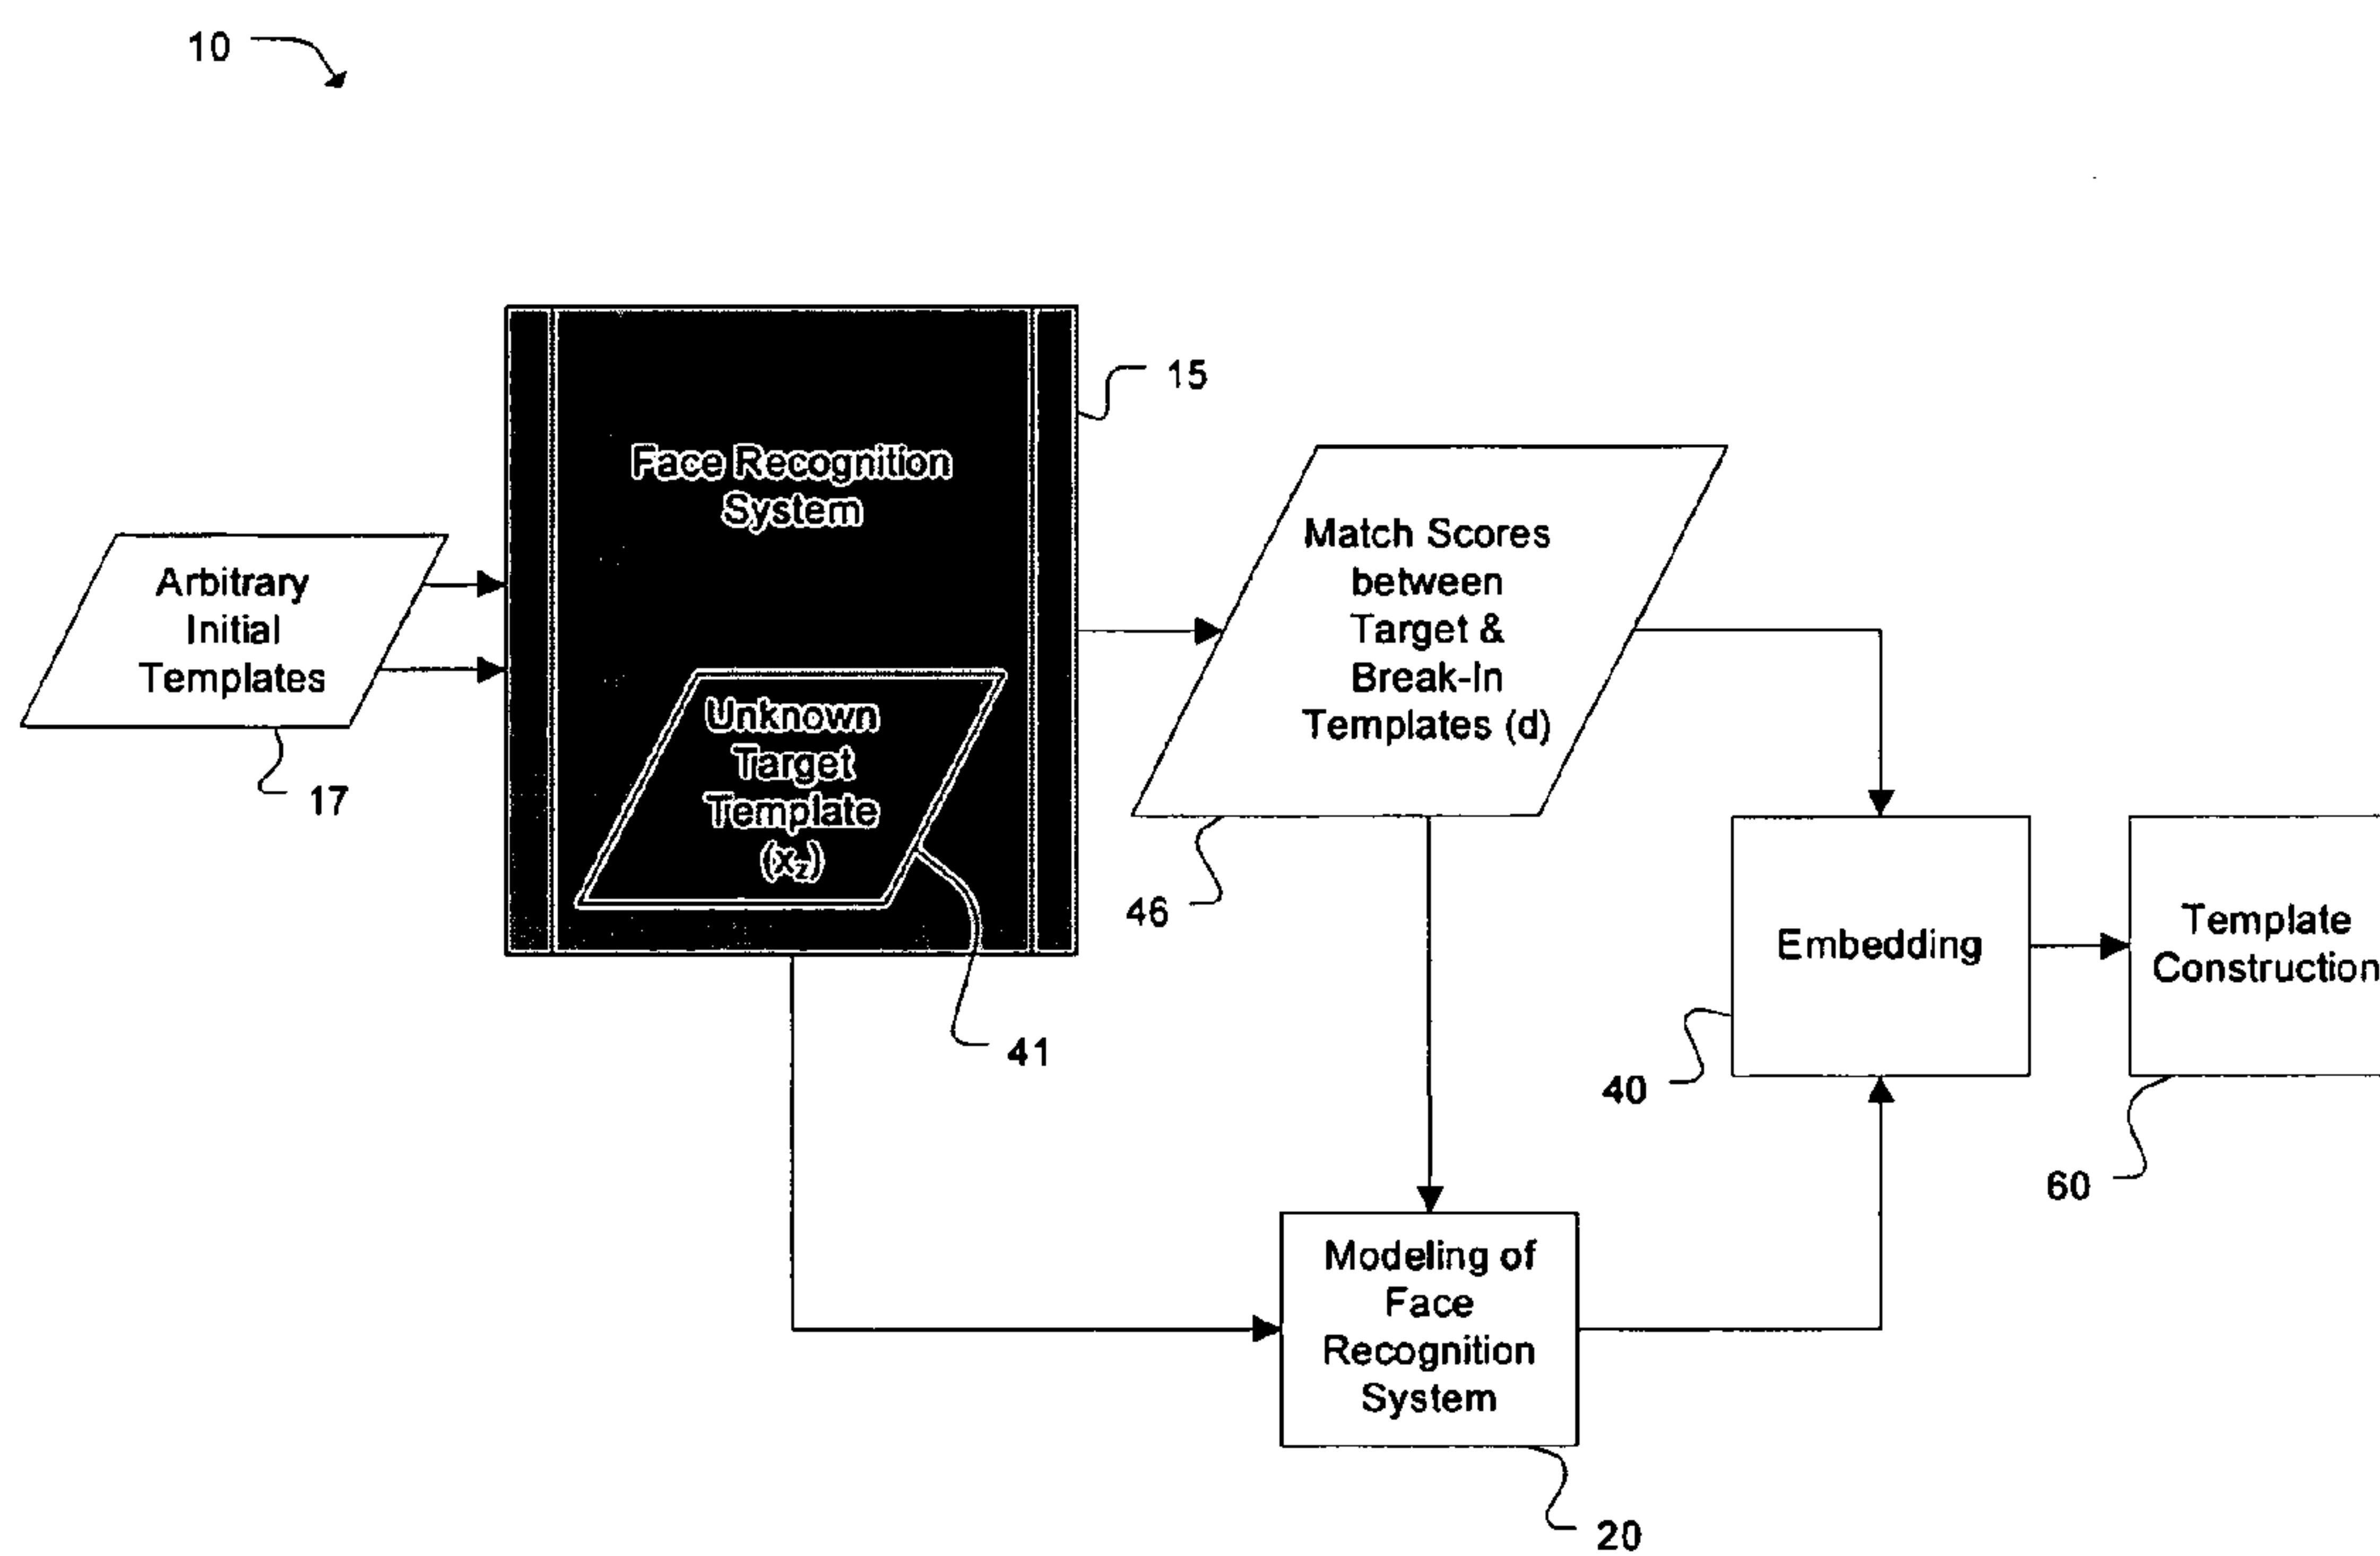 10
15
Face Recognition
System
Arbitrary
Initial
Templates
17
Unknown
Target
Template
(x_z)
41
Match Scores
between
Target &
Break-In
Templates (d)
46
Embedding
40
Template
Construction
60
Modeling of
Face
Recognition
System
20